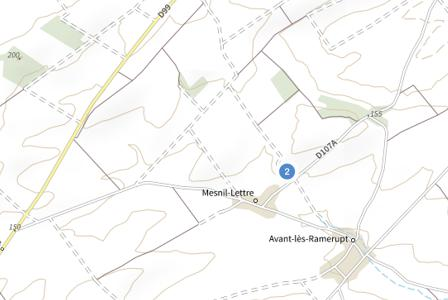 D99
200
155
D107A
2
Mesnil-Lettre
Avant-lès-Ramerupt
150